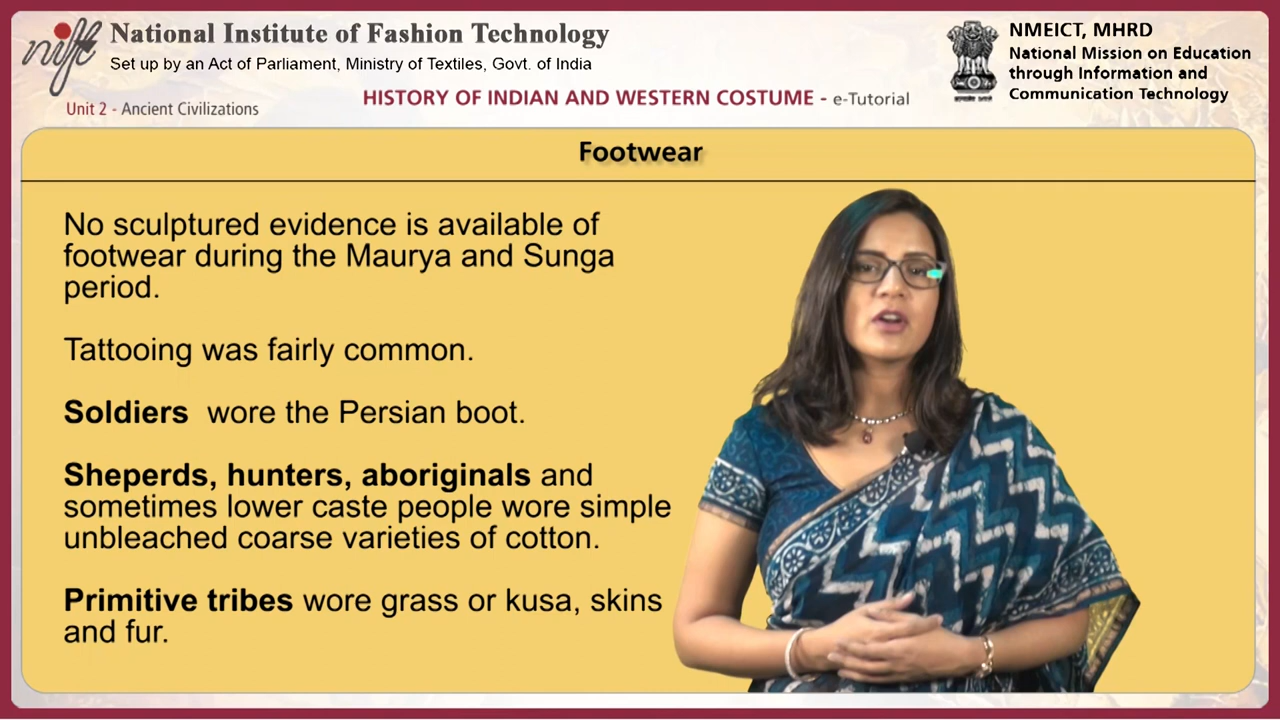 nift
National Institute of Fashion Technology
Set up by an Act of Parliament, Ministry of Textiles, Govt. of India
NMEICT, MHRD
National Mission on Education
through Information and
Communication Technology
HISTORY OF INDIAN AND WESTERN COSTUME - e-Tutorial
Unit 2 - Ancient Civilizations
Footwear
No sculptured evidence is available of
footwear during the Maurya and Sunga
period.
Tattooing was fairly common.
Soldiers wore the Persian boot.
Sheperds, hunters, aboriginals and
sometimes lower caste people wore simple
unbleached coarse varieties of cotton.
Primitive tribes wore grass or kusa, skins
and fur.